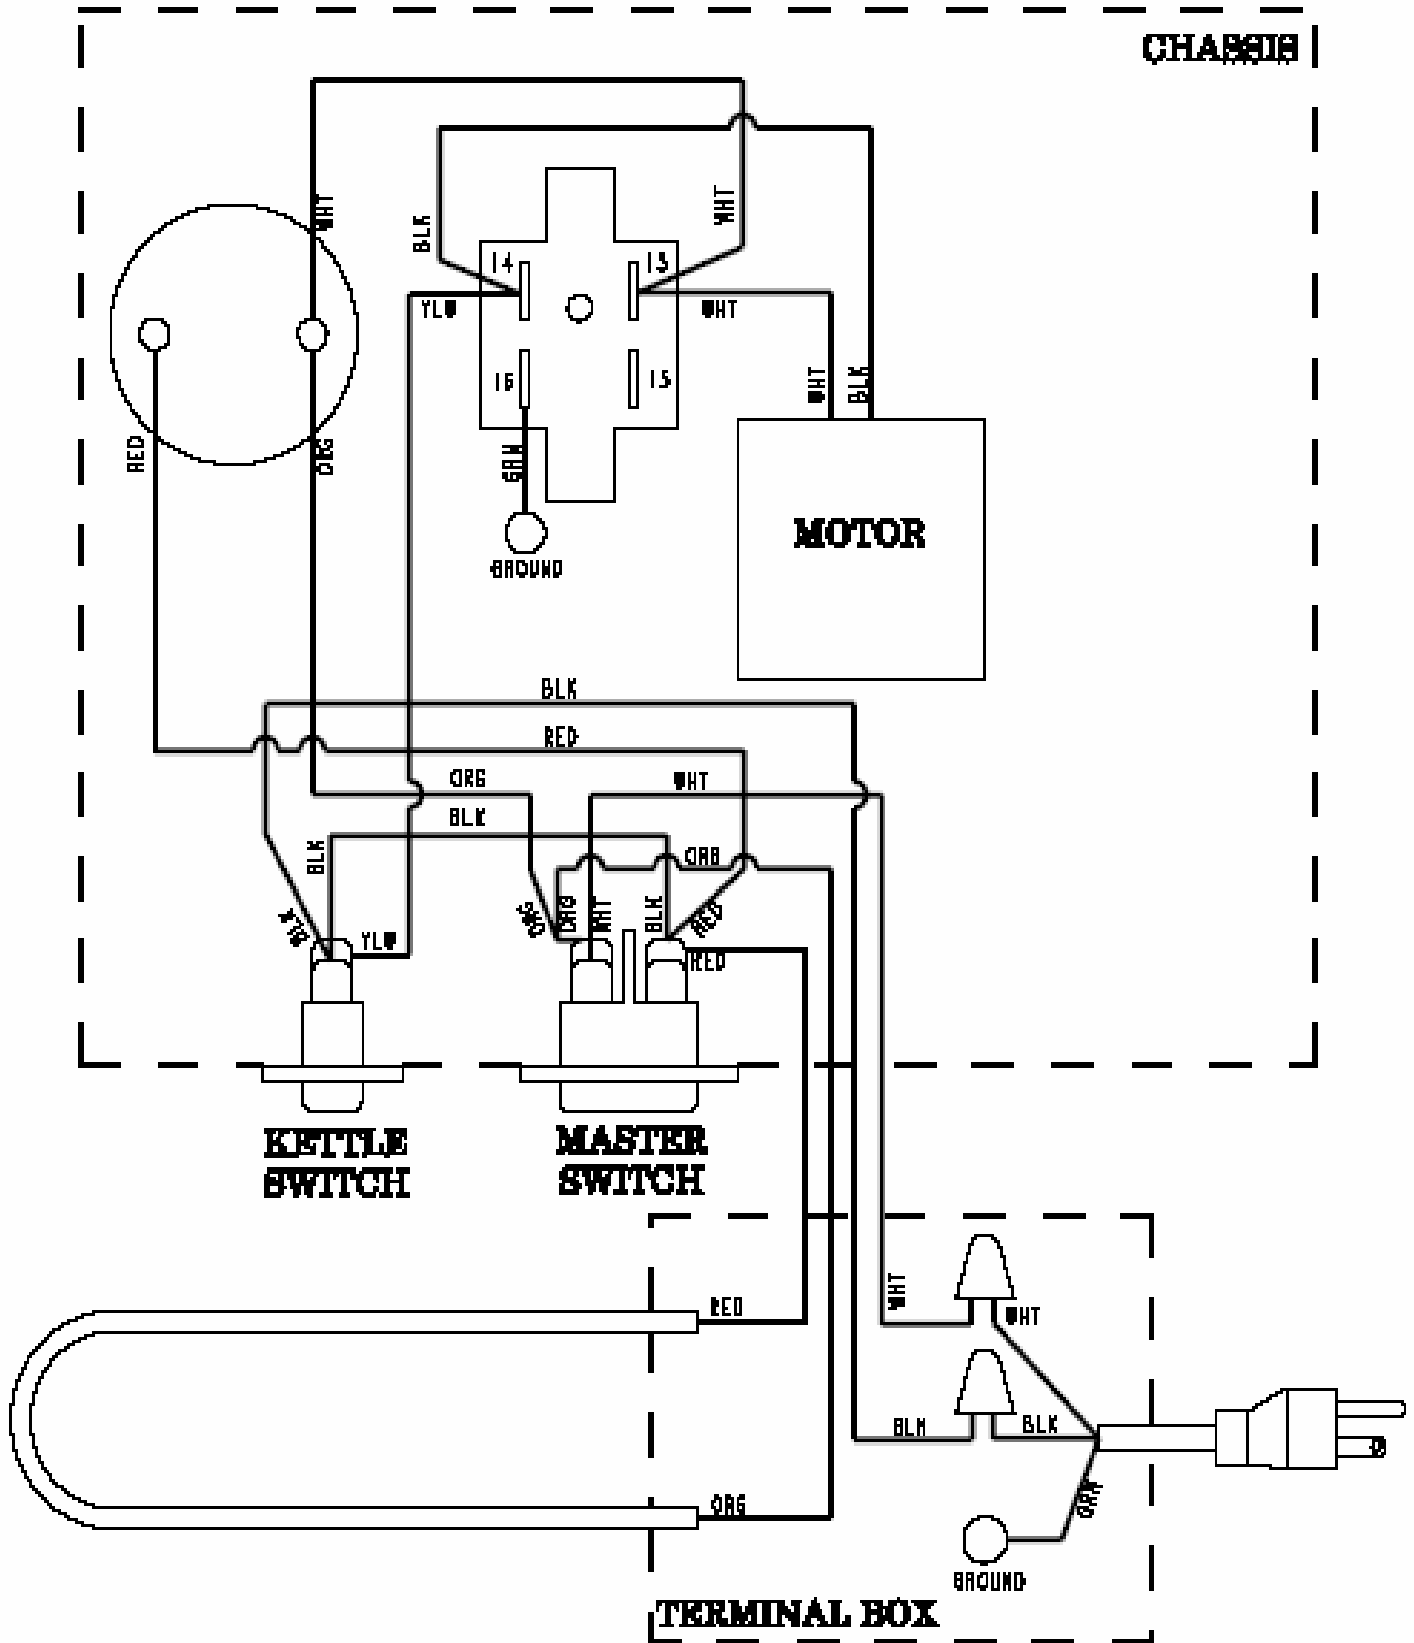 CHASSIS
WHT
BLK
WHT
14
13
YLW
WHT
16
15
WHT
BLK
RED
ORG
GRN
MOTOR
GROUND
BLK
RED
ORG
WHT
BLK
BLK
ORG
BLK
YLW
ORG
ORG
WHT
BLK
RED
RED
KETTLE
SWITCH
MASTER
SWITCH
RED
WHT
WHT
BLK
BLK
ORG
GRN
GROUND
TERMINAL BOX